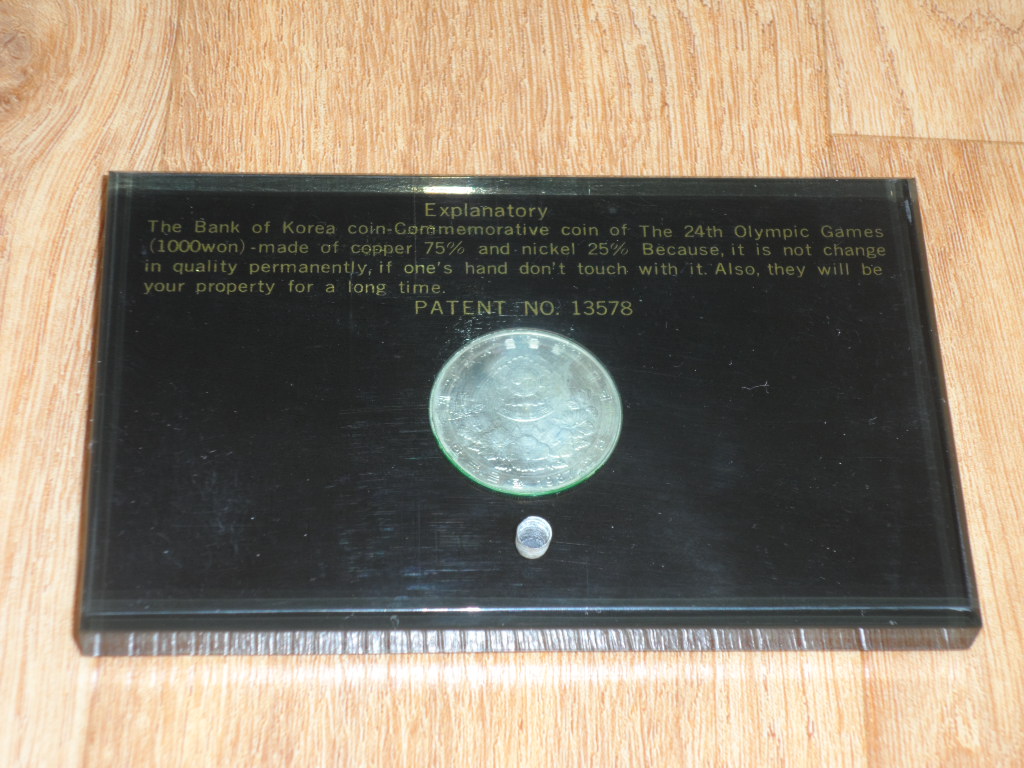 Explanatory
The Bank of Korea coin-Commemorative coin of The 24th Olympic Games
(1000won)-made of copper 75% and nickel 25% Because, it is not change
in quality permanently, if one's hand don't touch with it. Also, they will be
your property for a long time.
PATENT NO. 13578